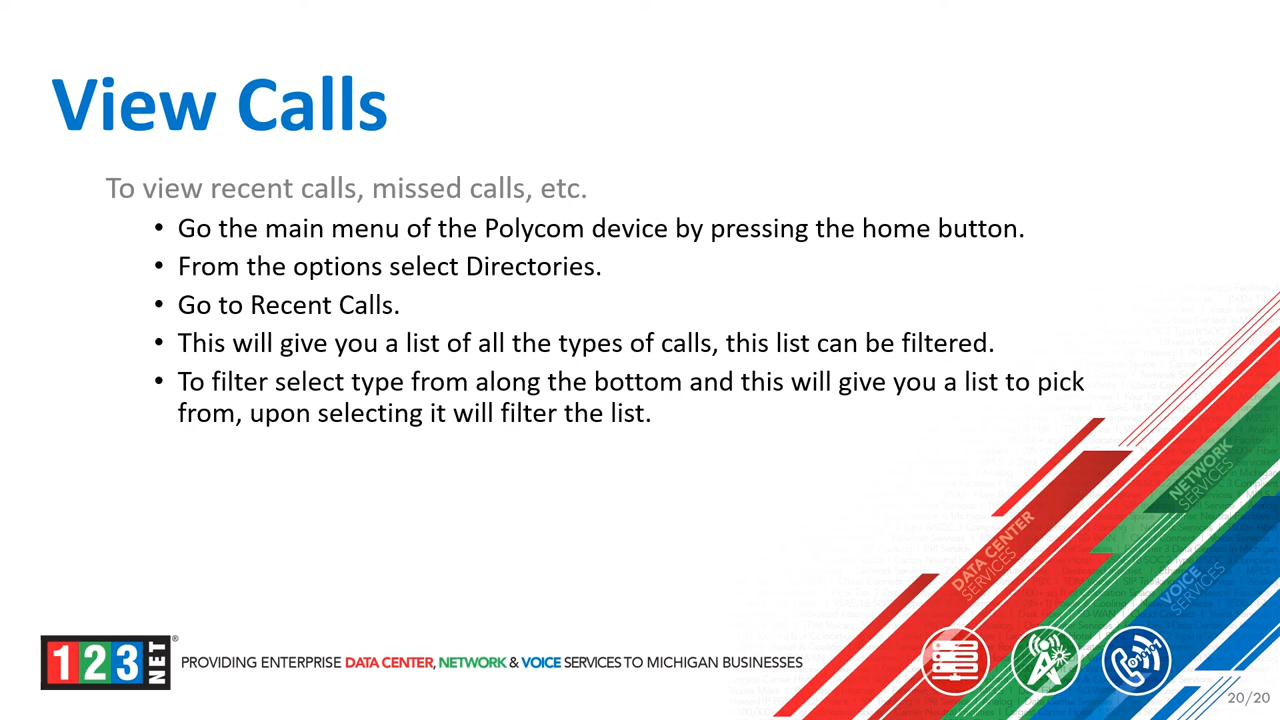 View Calls
To view recent calls, missed calls, etc.
• Go the main menu of the Polycom device by pressing the home button.
• From the options select Directories.
• Go to Recent Calls.
• This will give you a list of all the types of calls, this list can be filtered.
• To filter select type from along the bottom and this will give you a list to pick
from, upon selecting it will filter the list.
NETWORK
SERVICES
DATA CENTER
SERVICES
VOICE
SERVICES
123 NET®
PROVIDING ENTERPRISE DATA CENTER, NETWORK & VOICE SERVICES TO MICHIGAN BUSINESSES
20/20